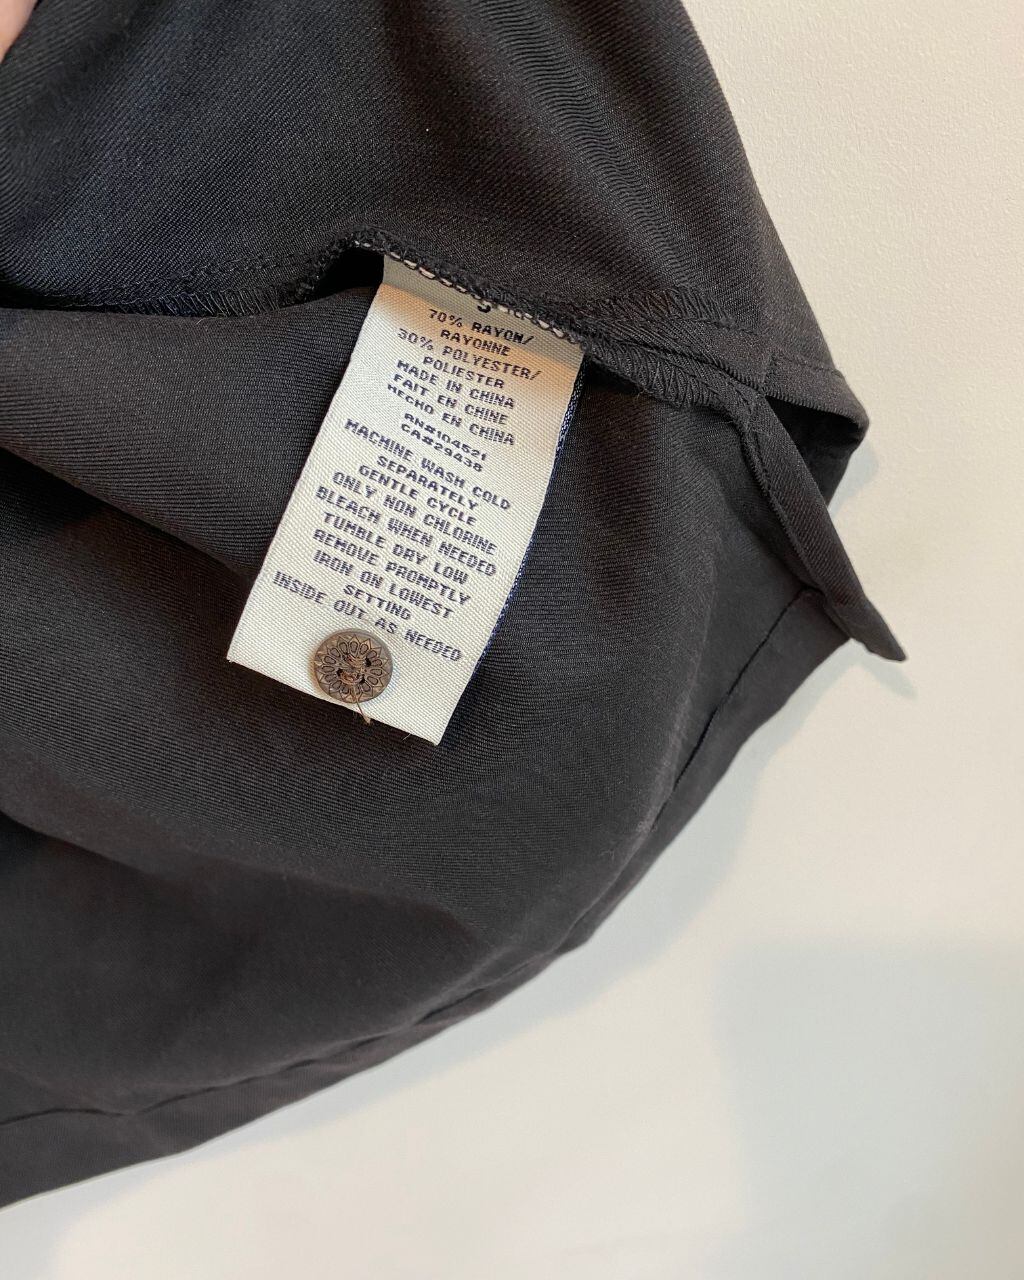 70% RAYON/
RAYONNE
30% POLYESTER/
POLIESTER
MADE IN CHINA
FAIT EN CHINE
HECHO EN CHINA
RN#104521
CA#29438
MACHINE WASH COLD
SEPARATELY
GENTLE CYCLE
ONLY NON CHLORINE
BLEACH WHEN NEEDED
TUMBLE DRY LOW
REMOVE PROMPTLY
IRON ON LOWEST
SETTING
INSIDE OUT AS NEEDED